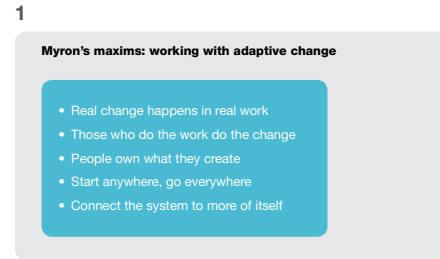 1
Myron's maxims: working with adaptive change
• Real change happens in real work
• Those who do the work do the change
• People own what they create
• Start anywhere, go everywhere
• Connect the system to more of itself